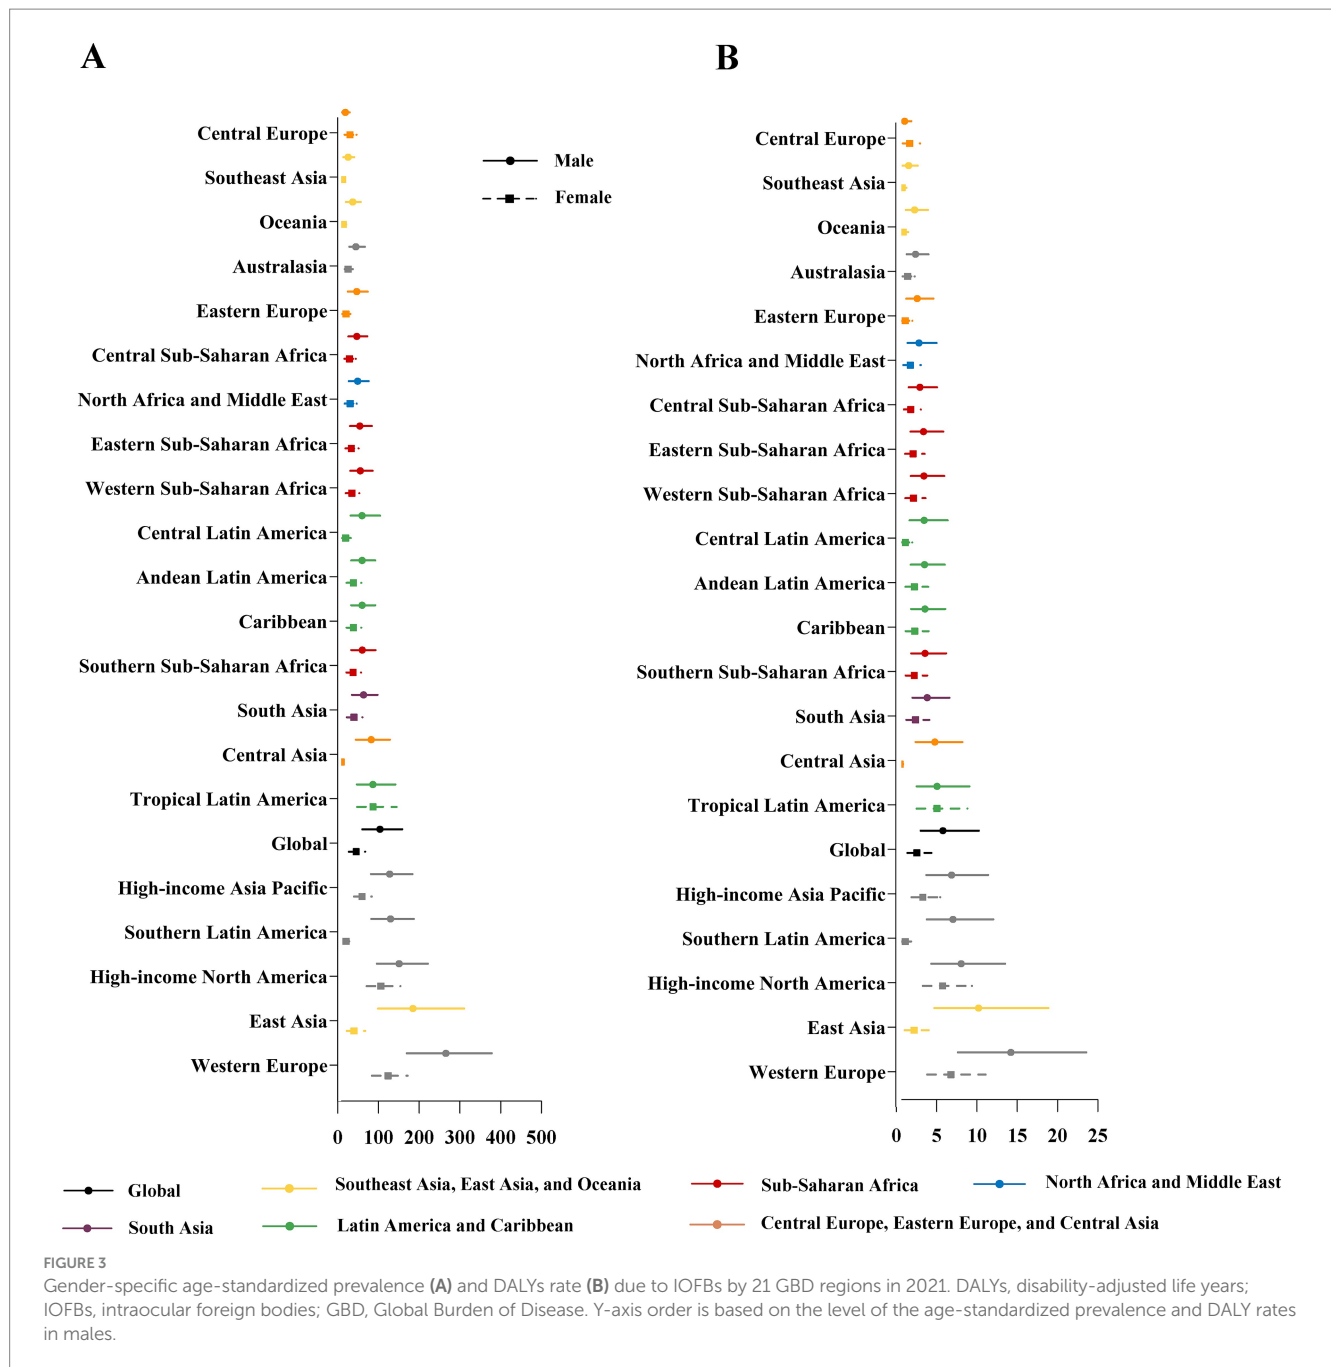 A
B
Central Europe
Southeast Asia
Oceania
Australasia
Eastern Europe
Central Sub-Saharan Africa
North Africa and Middle East
Eastern Sub-Saharan Africa
Western Sub-Saharan Africa
Central Latin America
Andean Latin America
Caribbean
Southern Sub-Saharan Africa
South Asia
Central Asia
Tropical Latin America
Global
High-income Asia Pacific
Southern Latin America
High-income North America
East Asia
Western Europe
0 100 200 300 400 500
Male
Female
Central Europe
Southeast Asia
Oceania
Australasia
Eastern Europe
North Africa and Middle East
Central Sub-Saharan Africa
Eastern Sub-Saharan Africa
Western Sub-Saharan Africa
Central Latin America
Andean Latin America
Caribbean
Southern Sub-Saharan Africa
South Asia
Central Asia
Tropical Latin America
Global
High-income Asia Pacific
Southern Latin America
High-income North America
East Asia
Western Europe
0 5 10 15 20 25
Global
Southeast Asia, East Asia, and Oceania
Sub-Saharan Africa
North Africa and Middle East
South Asia
Latin America and Caribbean
Central Europe, Eastern Europe, and Central Asia
FIGURE 3
Gender-specific age-standardized prevalence (A) and DALYs rate (B) due to IOFBs by 21 GBD regions in 2021. DALYs, disability-adjusted life years;
IOFBs, intraocular foreign bodies; GBD, Global Burden of Disease. Y-axis order is based on the level of the age-standardized prevalence and DALY rates
in males.